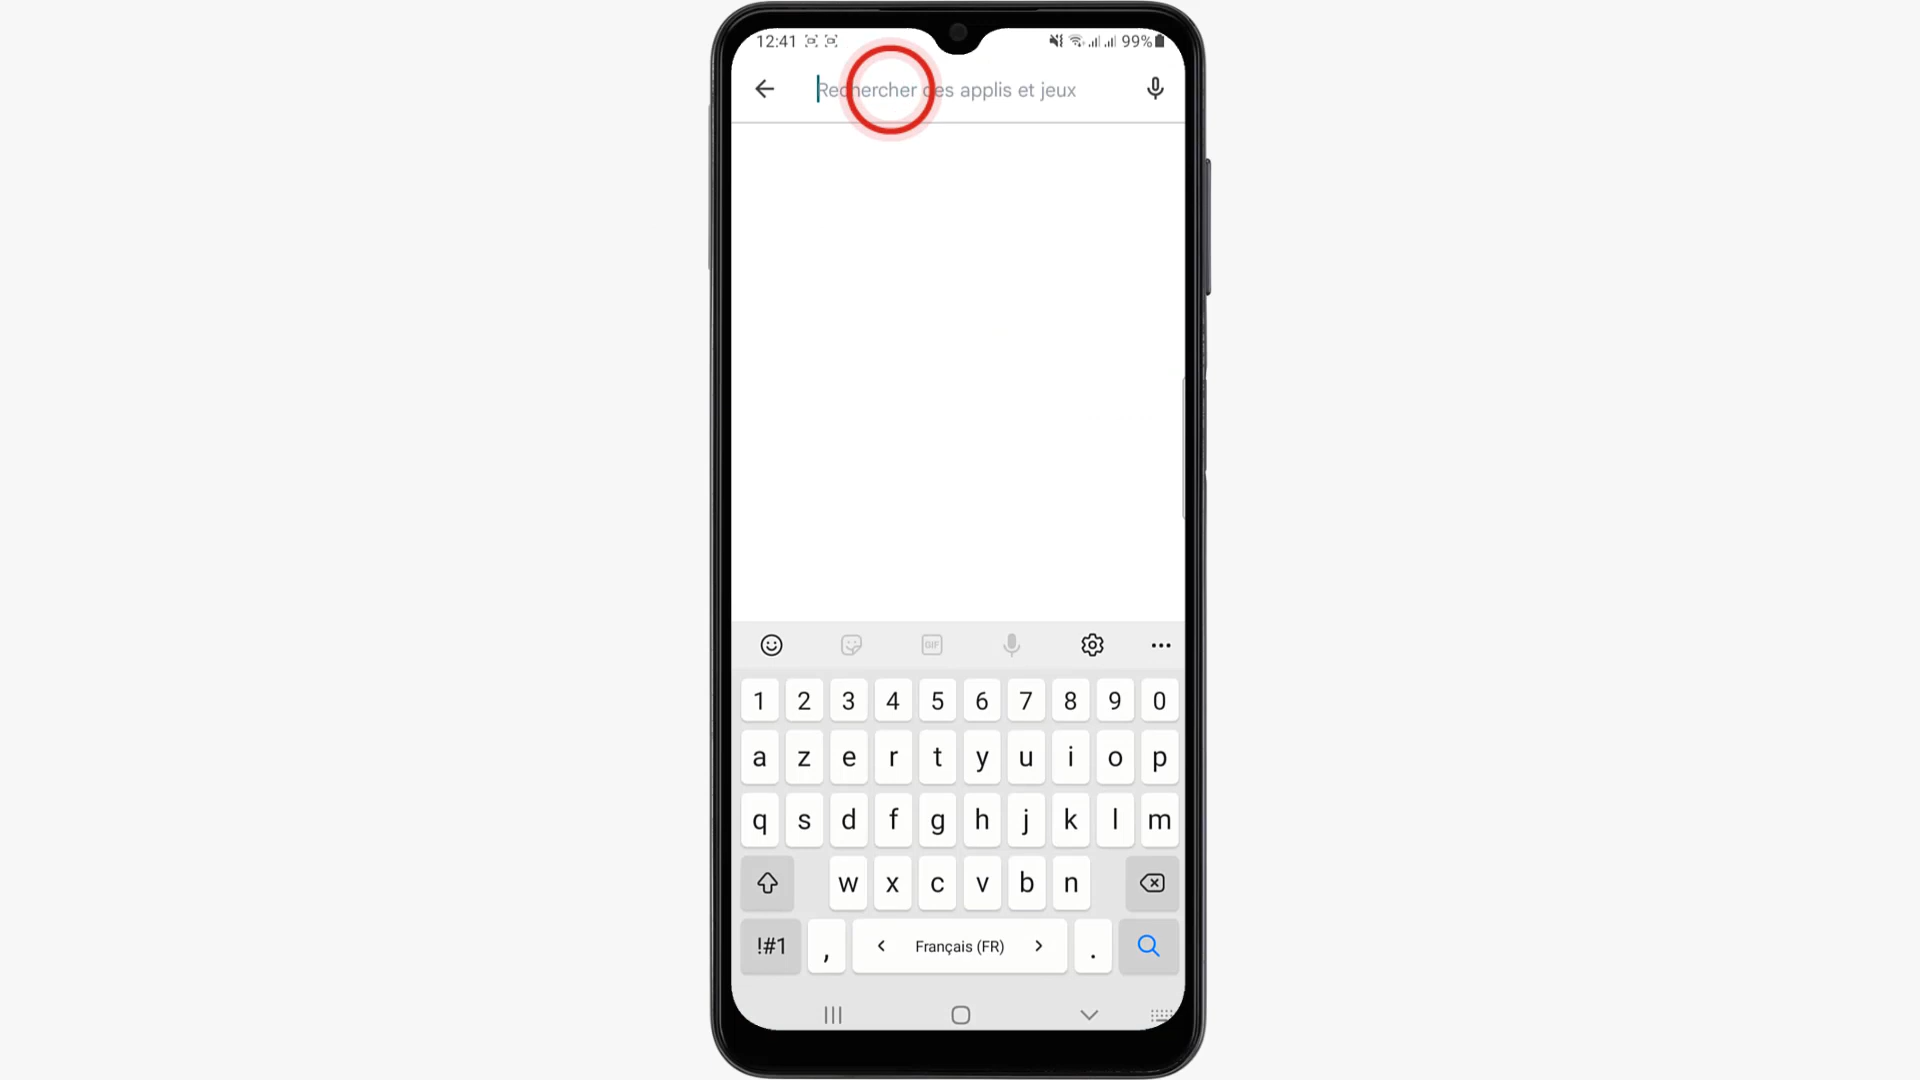 12:41 99%
Rechercher des applis et jeux
GIF
1 2 3 4 5 6 7 8 9 0
a z e r t y u i o p
q s d f g h j k l m
w x c v b n
!#1 , < Français (FR) > .